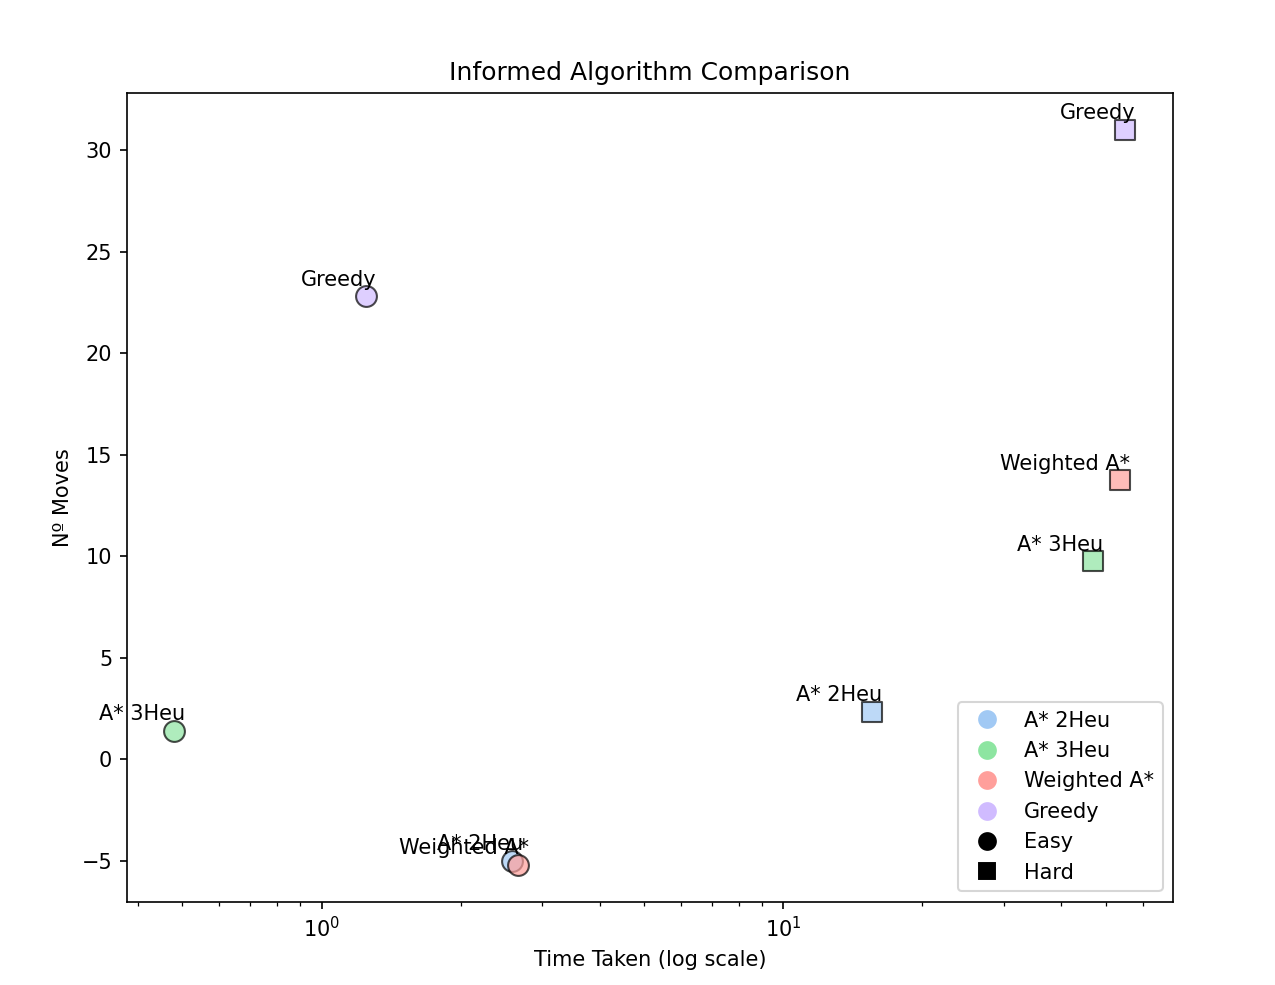 Informed Algorithm Comparison
Greedy
30
25
Greedy
20
15
Weighted A*
Nº Moves
10
A* 3Heu
5
A* 2Heu
A* 3Heu
0
A* 2Heu
Weighted A*
−5
A* 2Heu
A* 3Heu
Weighted A*
Greedy
Easy
Hard
10⁰
10¹
Time Taken (log scale)